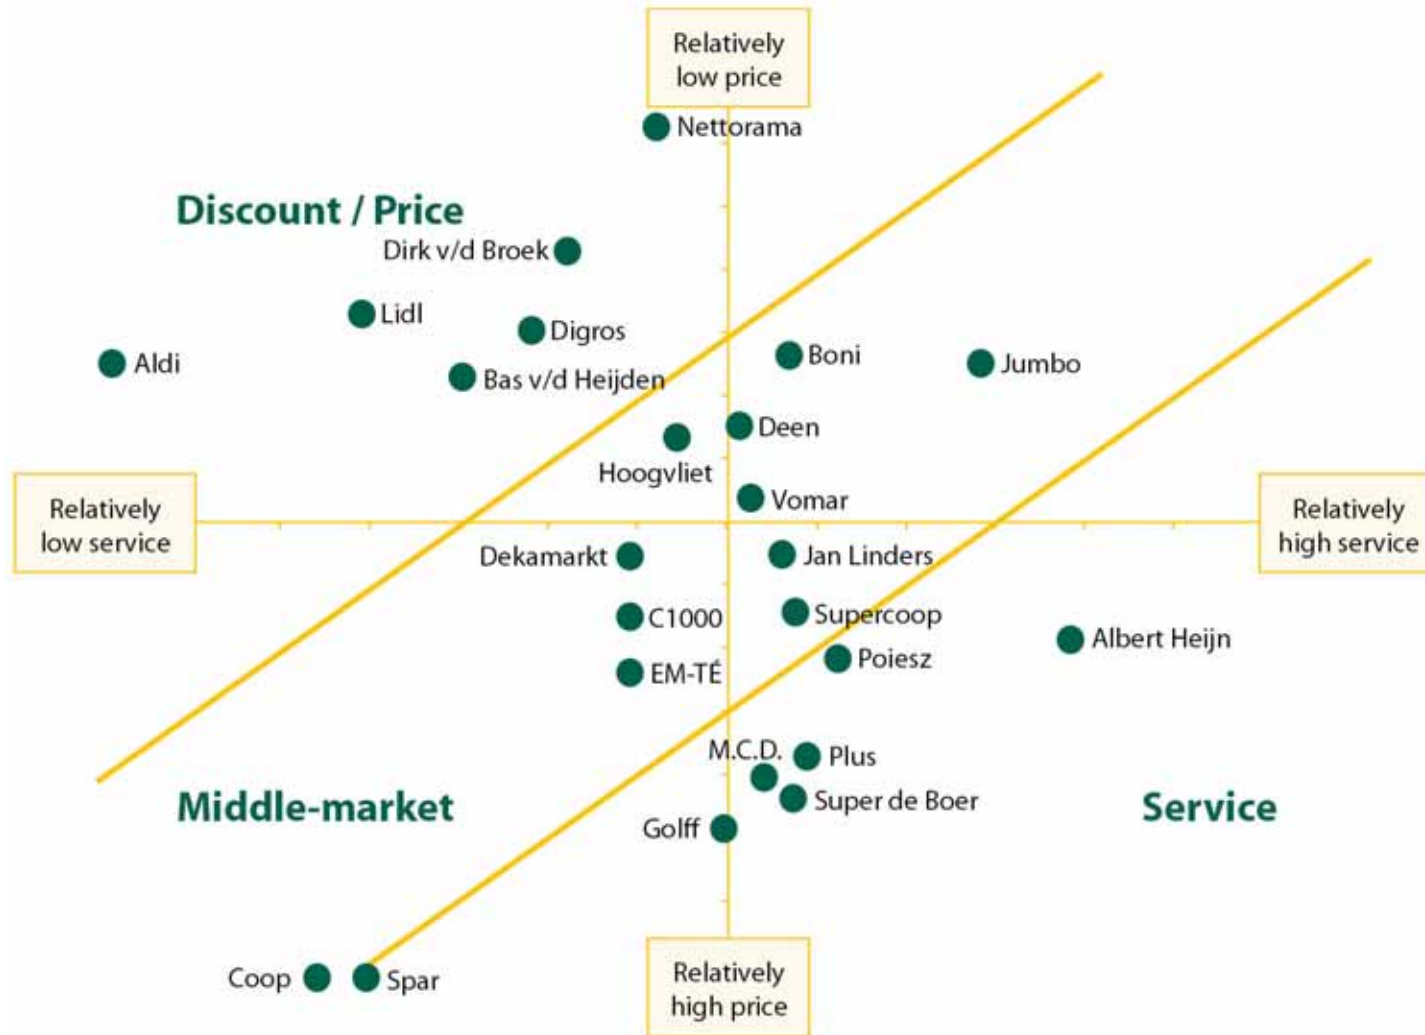 Relatively
low price
Nettorama
Discount / Price
Dirk v/d Broek
Lidl
Digros
Aldi
Bas v/d Heijden
Boni
Jumbo
Deen
Hoogvliet
Vomar
Relatively
low service
Relatively
high service
Dekamarkt
Jan Linders
C1000
Supercoop
Albert Heijn
EM-TÉ
Poiesz
M.C.D.
Plus
Middle-market
Super de Boer
Service
Golff
Coop
Spar
Relatively
high price